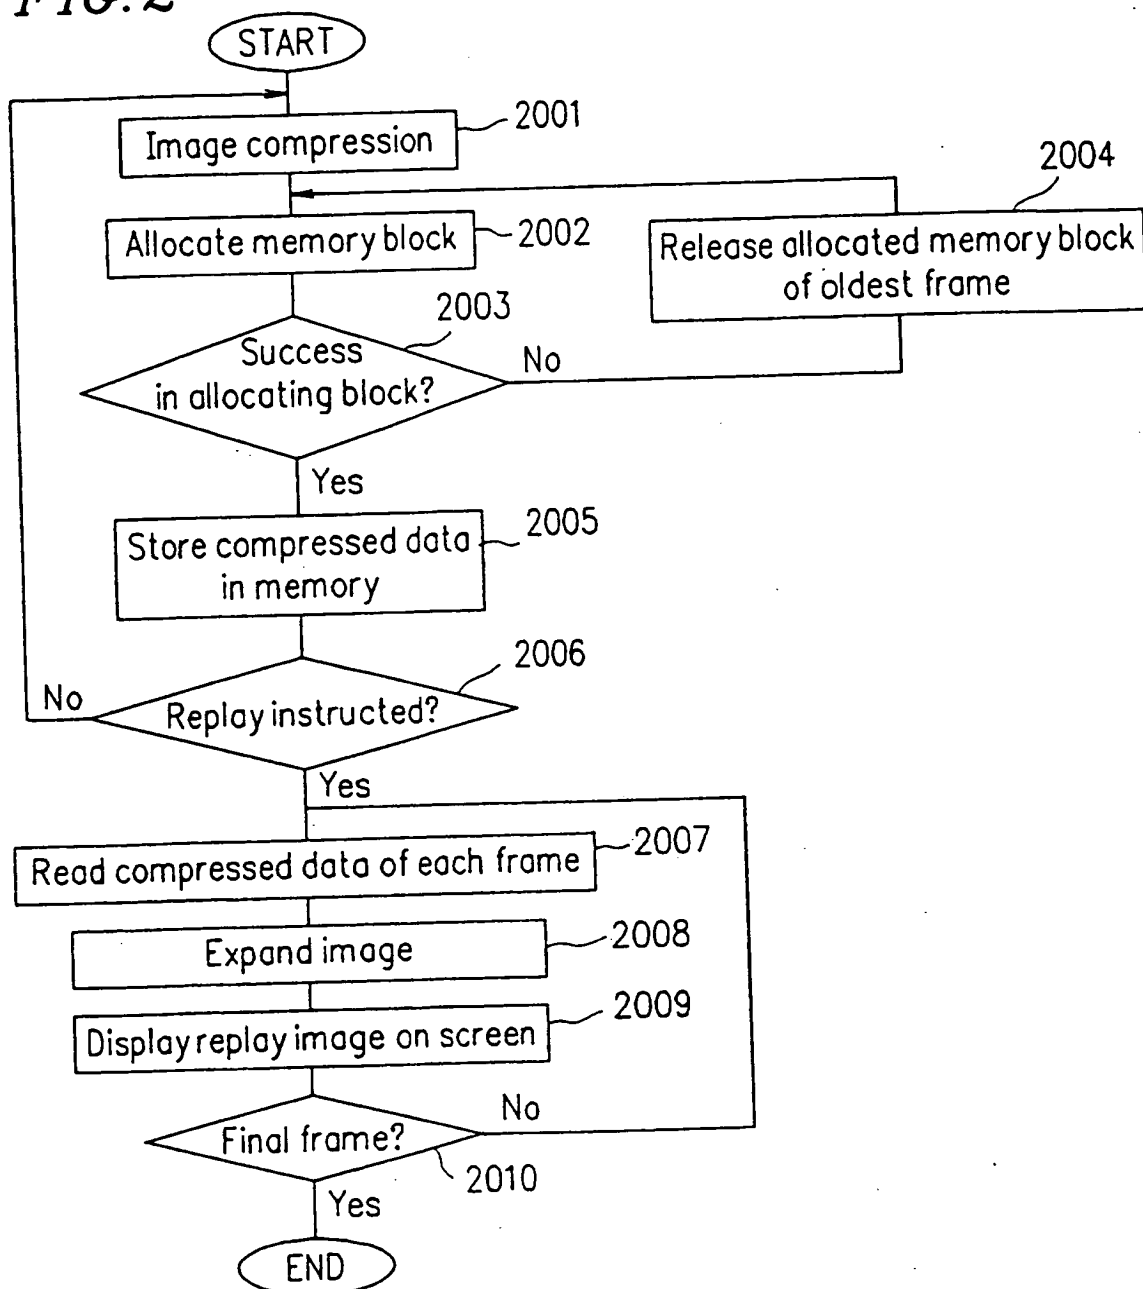 FIG.2
START
2001
Image compression
2004
Allocate memory block
2002
Release allocated memory block
of oldest frame
2003
Success
in allocating block?
No
Yes
Store compressed data
in memory
2005
2006
No
Replay instructed?
Yes
2007
Read compressed data of each frame
2008
Expand image
2009
Display replay image on screen
No
Final frame?
2010
Yes
END